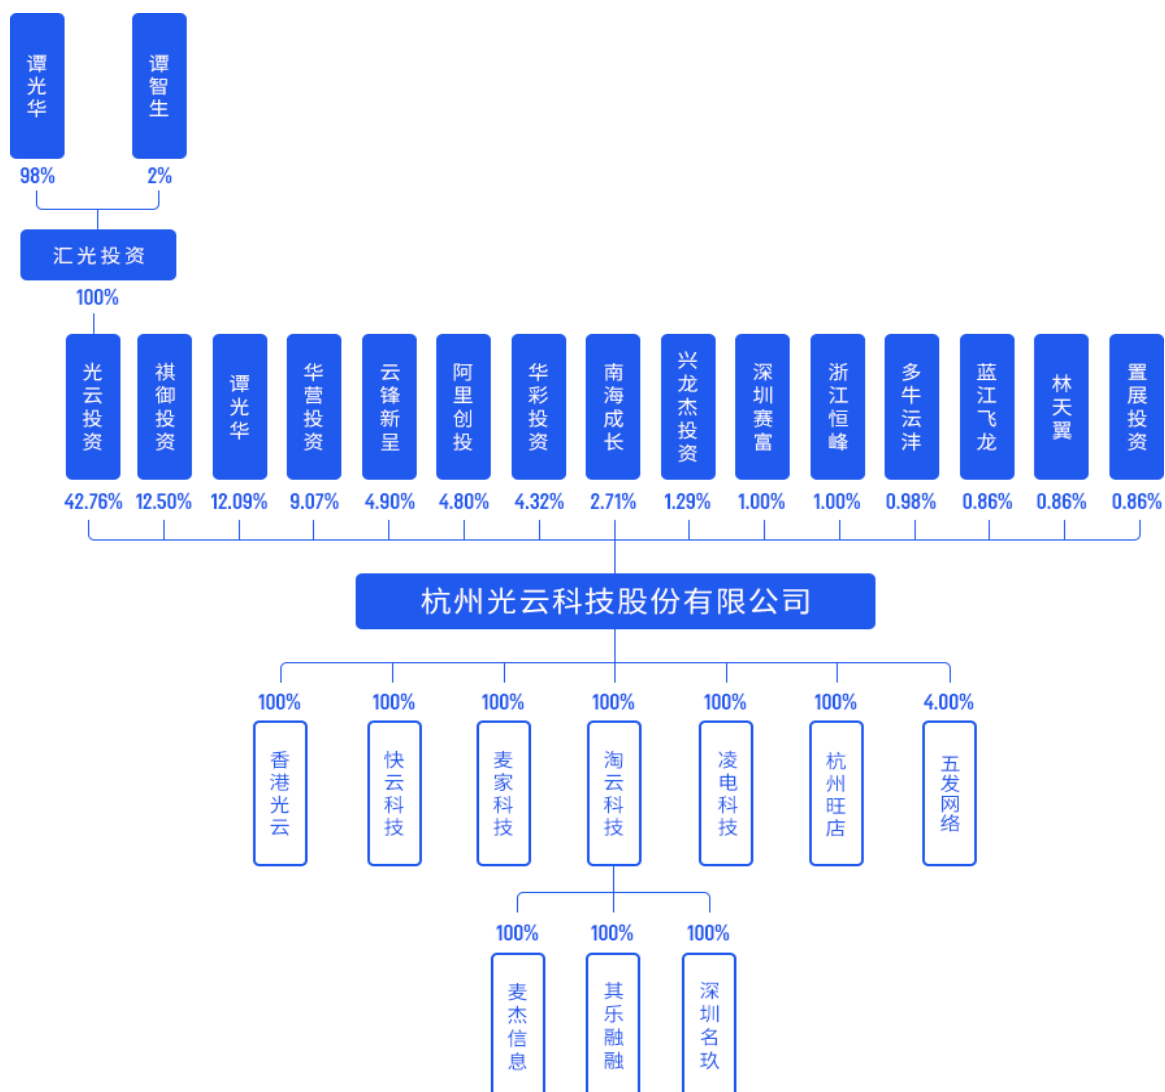 谭光华
谭智生
98%
2%
汇光投资
100%
光云投资
祺御投资
谭光华
华营投资
云锋新呈
阿里创投
华彩投资
南海成长
兴龙杰投资
深圳赛富
浙江恒峰
多牛沄沣
蓝江飞龙
林天翼
置展投资
42.76%
12.50%
12.09%
9.07%
4.90%
4.80%
4.32%
2.71%
1.29%
1.00%
1.00%
0.98%
0.86%
0.86%
0.86%
杭州光云科技股份有限公司
100%
100%
100%
100%
100%
100%
4.00%
香港光云
快云科技
麦家科技
淘云科技
凌电科技
杭州旺店
五发网络
100%
100%
100%
麦杰信息
其乐融融
深圳名玖